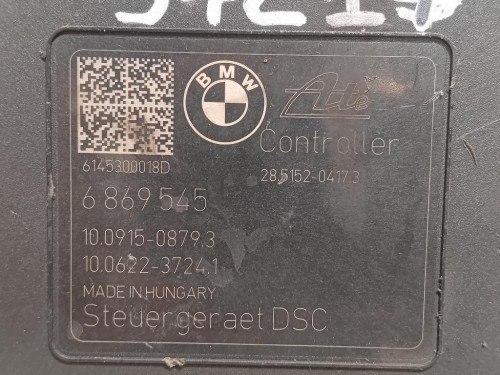 BMW
Ate
Controller
6145300018D
28.5152-0417.3
6 869 545
10.0915-0879.3
10.0622-3724.1
MADE IN HUNGARY
Steuergeraet DSC